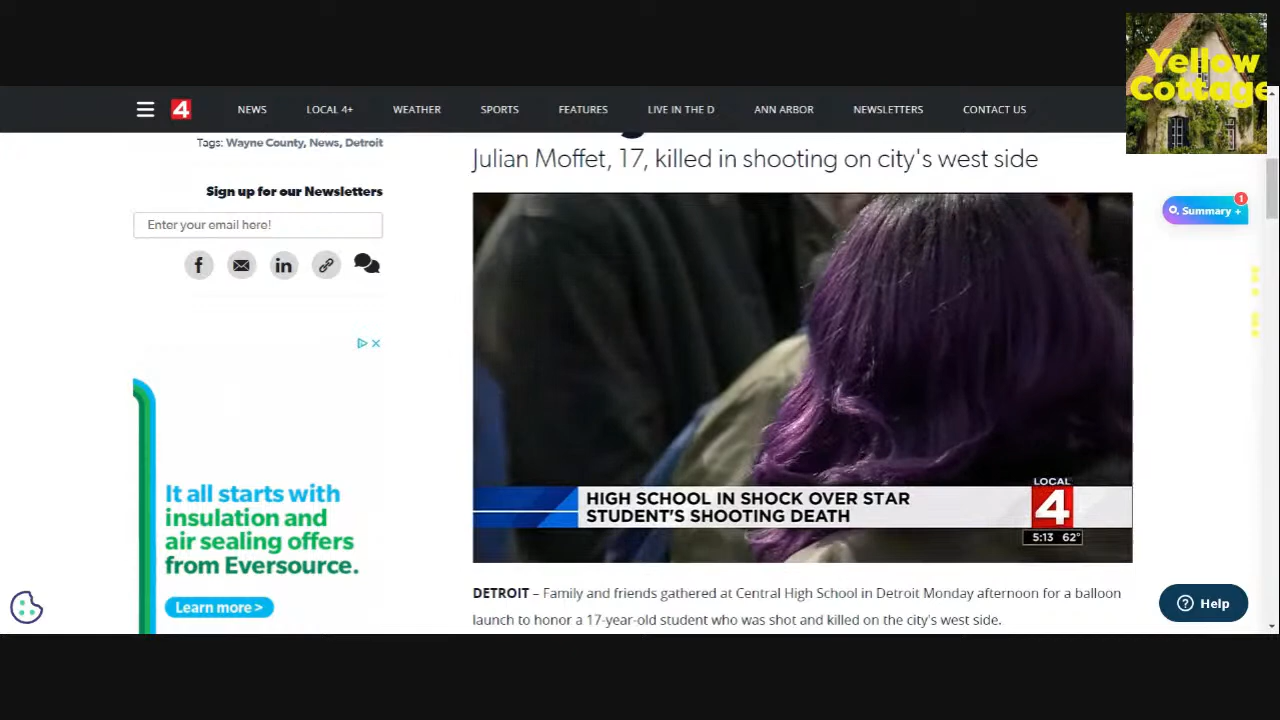 Yellow
Cottage
4
NEWS
LOCAL 4+
WEATHER
SPORTS
FEATURES
LIVE IN THE D
ANN ARBOR
NEWSLETTERS
CONTACT US
Tags: Wayne County, News, Detroit
Sign up for our Newsletters
Enter your email here!
f
in
It all starts with
insulation and
air sealing offers
from Eversource.
Learn more >
Julian Moffet, 17, killed in shooting on city's west side
HIGH SCHOOL IN SHOCK OVER STAR
STUDENT'S SHOOTING DEATH
LOCAL
4
5:13 62°
DETROIT – Family and friends gathered at Central High School in Detroit Monday afternoon for a balloon
launch to honor a 17-year-old student who was shot and killed on the city's west side.
1
Summary +
Help